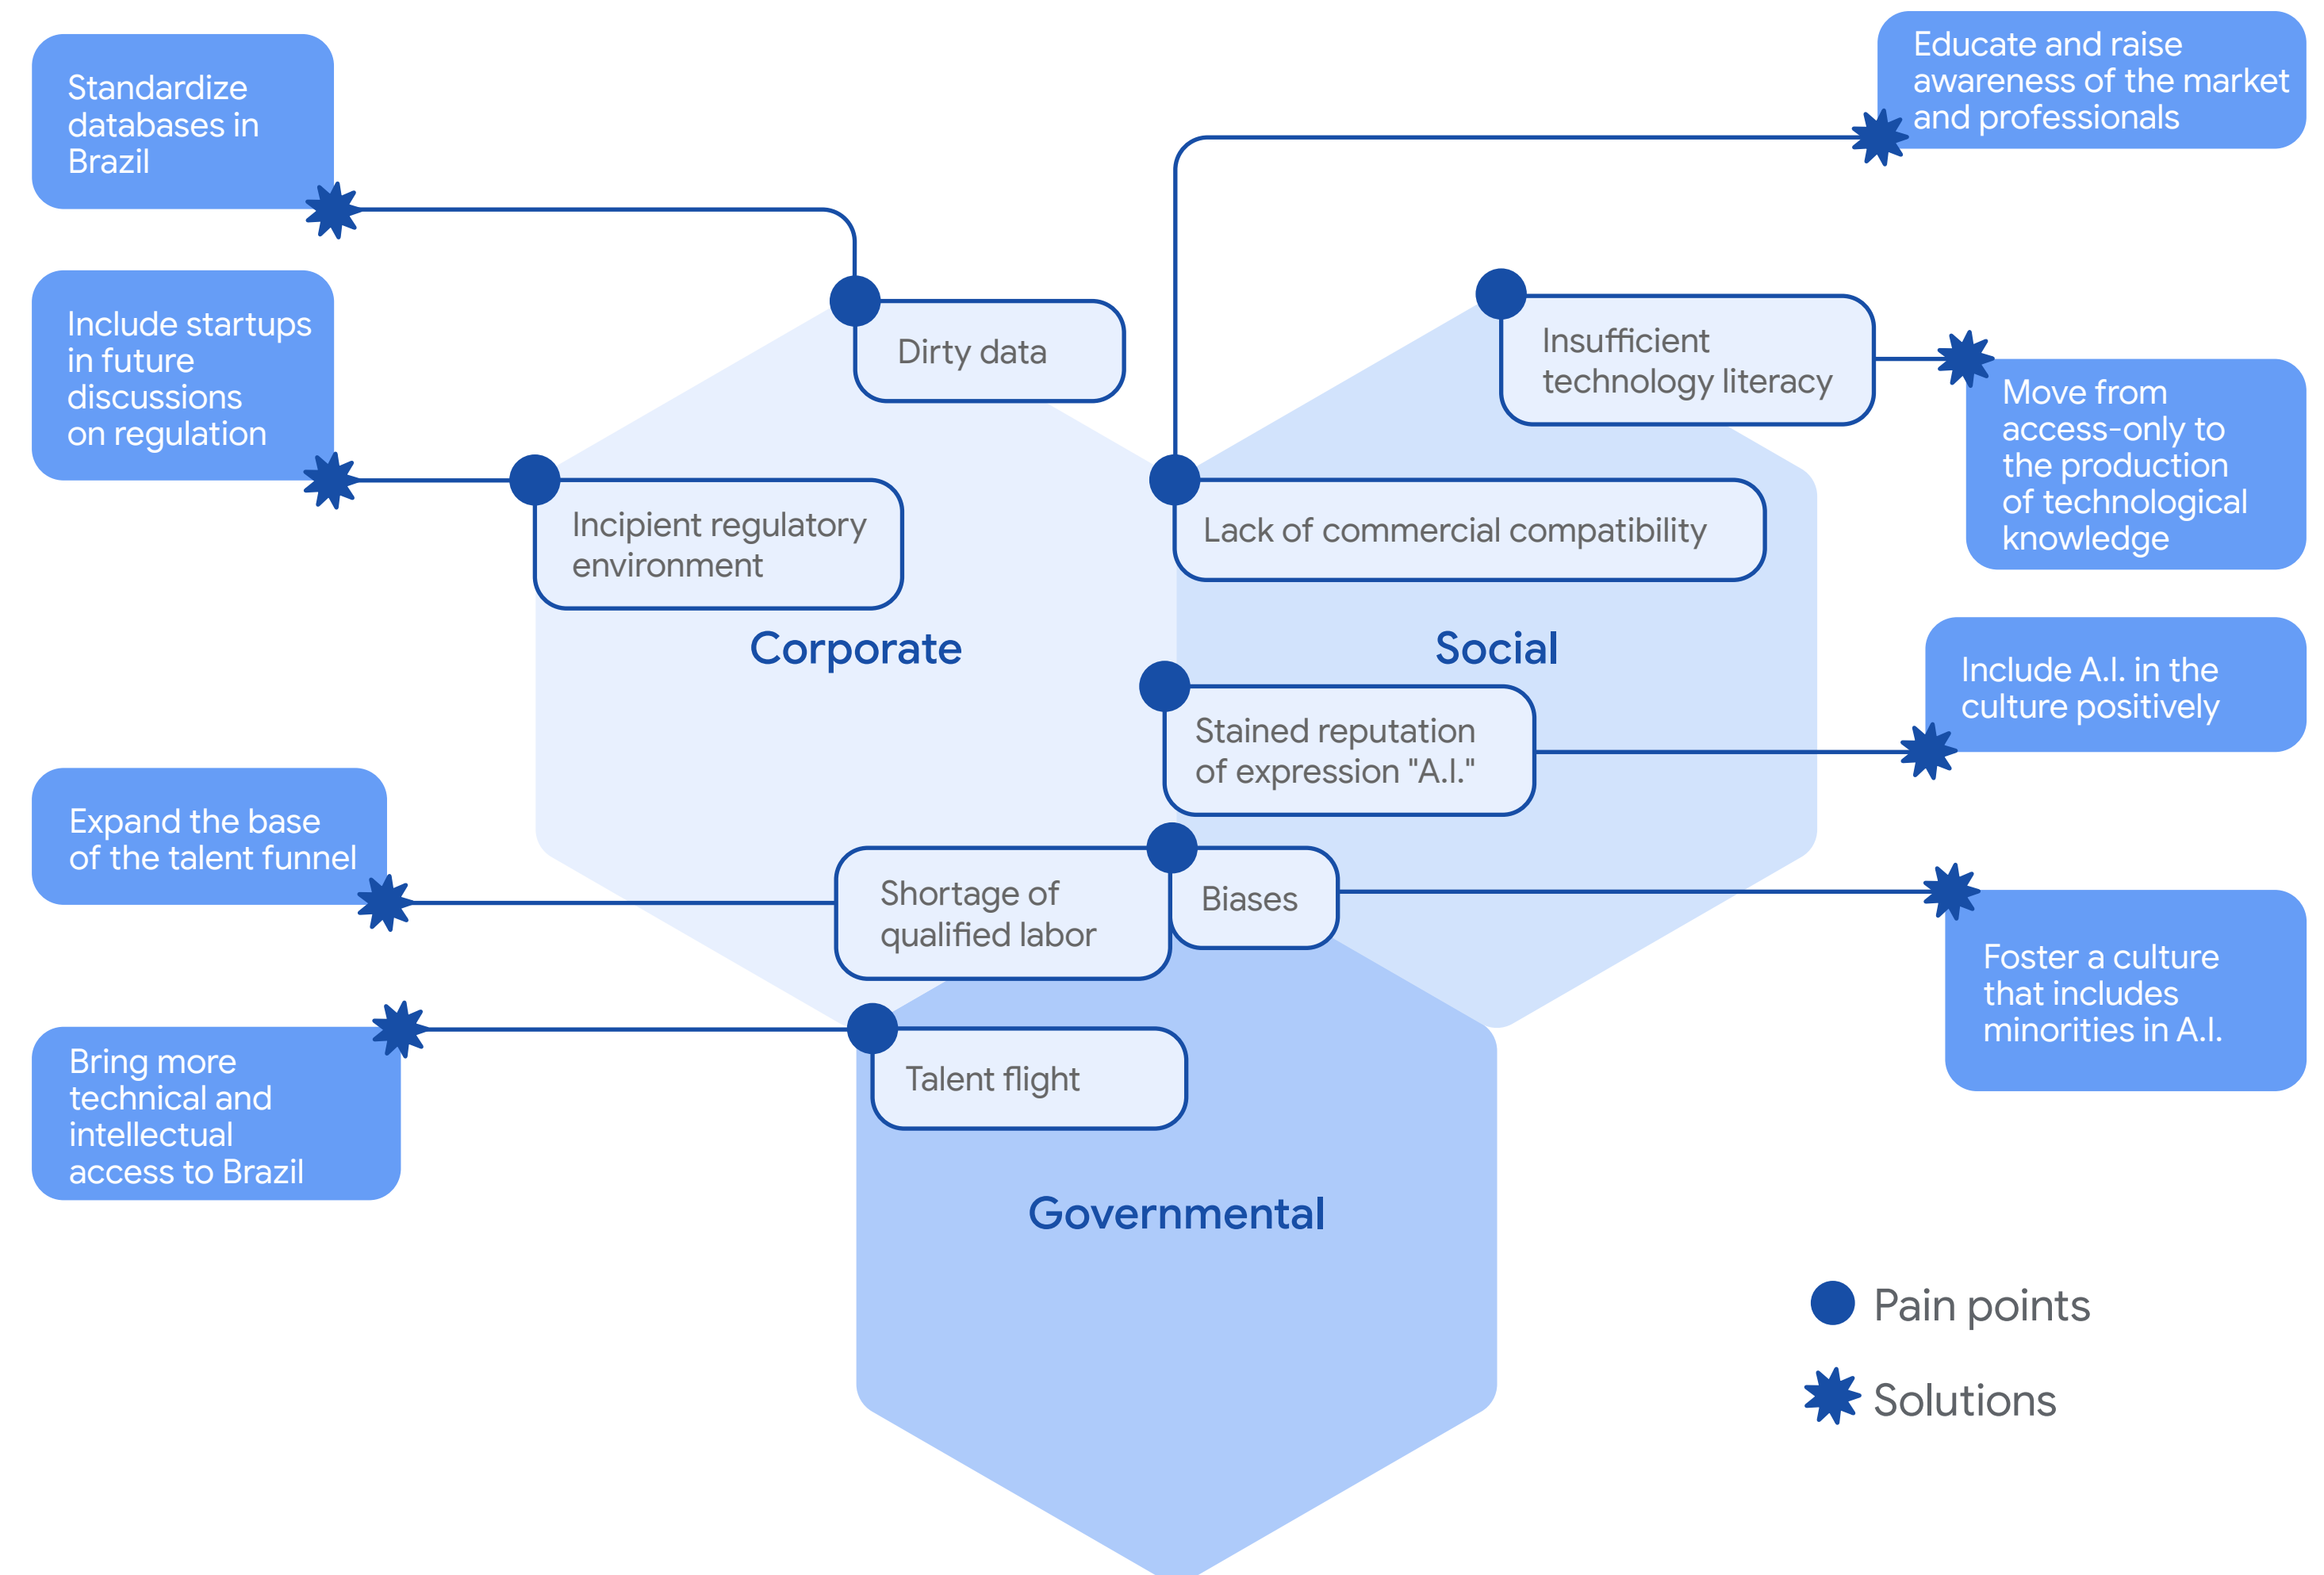 Standardize
databases in
Brazil
Educate and raise
awareness of the market
and professionals
Include startups
in future
discussions
on regulation
Dirty data
Insufficient
technology literacy
Move from
access-only to
the production
of technological
knowledge
Incipient regulatory
environment
Lack of commercial compatibility
Corporate
Social
Include A.I. in the
culture positively
Stained reputation
of expression "A.I."
Expand the base
of the talent funnel
Shortage of
qualified labor
Biases
Foster a culture
that includes
minorities in A.I.
Bring more
technical and
intellectual
access to Brazil
Talent flight
Governmental
Pain points
Solutions